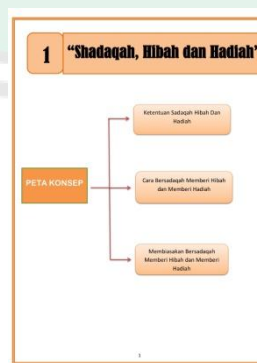 1 "Shadaqah, Hibah dan Hadiah"
Ketentuan Sadaqah Hibah Dan
Hadiah
PETA KONSEP
Cara Bersadaqah Memberi Hibah
dan Memberi Hadiah
Membiasakan Bersadaqah
Memberi Hibah dan Memberi
Hadiah
1